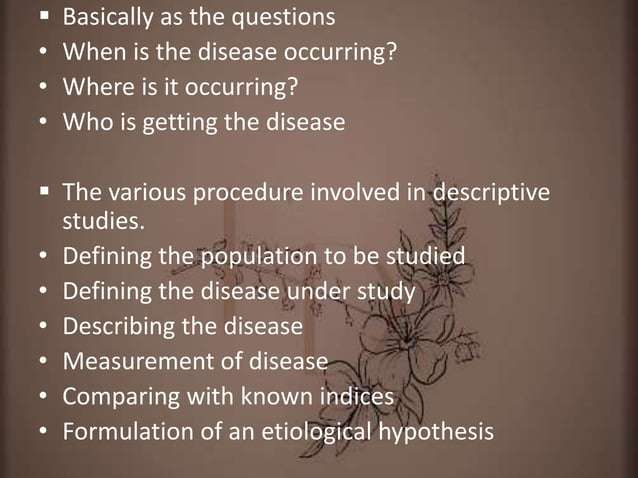 ▪ Basically as the questions
• When is the disease occurring?
• Where is it occurring?
• Who is getting the disease
▪ The various procedure involved in descriptive
studies.
• Defining the population to be studied
• Defining the disease under study
• Describing the disease
• Measurement of disease
• Comparing with known indices
• Formulation of an etiological hypothesis